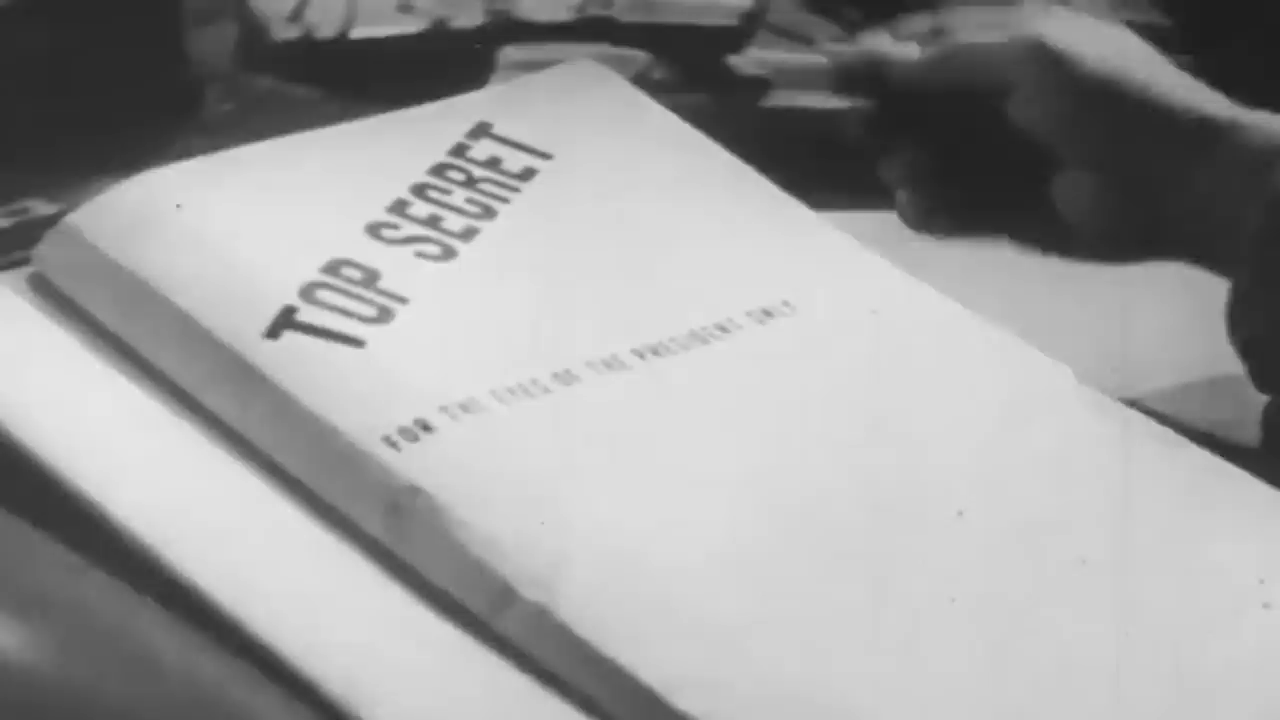 TOP SECRET
FOR THE EYES OF THE PRESIDENT ONLY